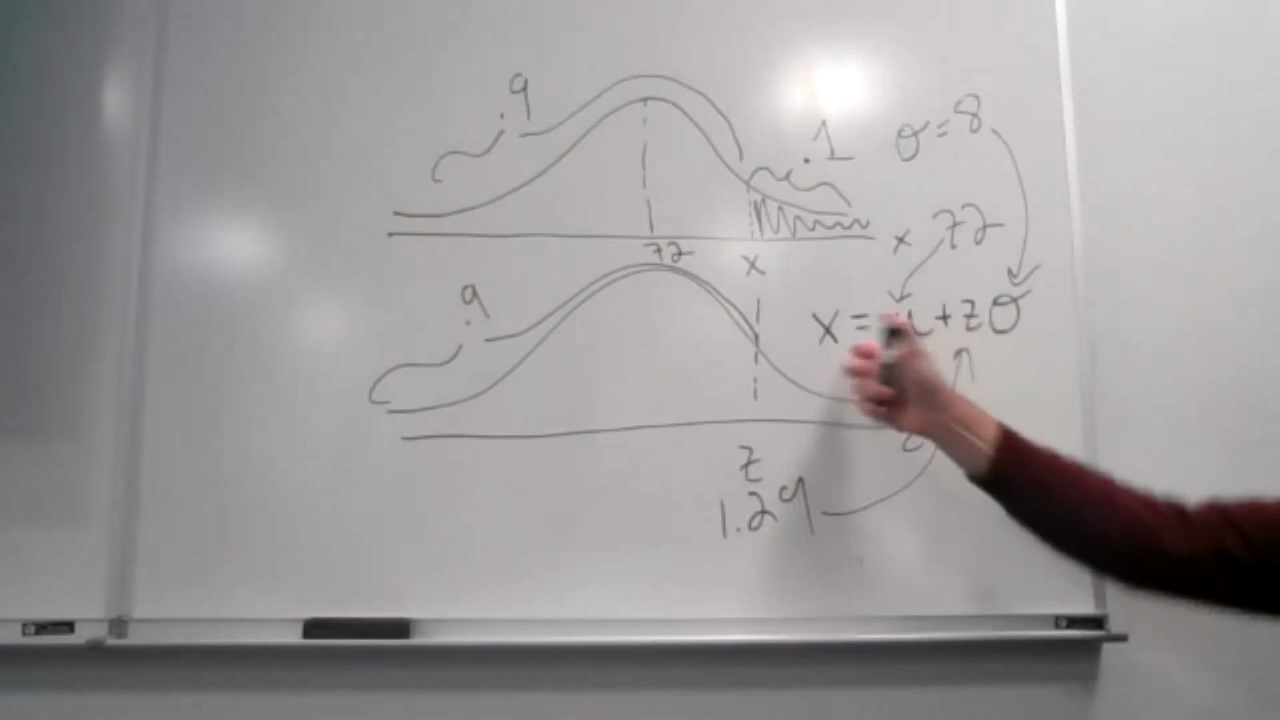 .9
.1
σ=8
72
x
x
72
.9
x = μ+zσ
z
1.29